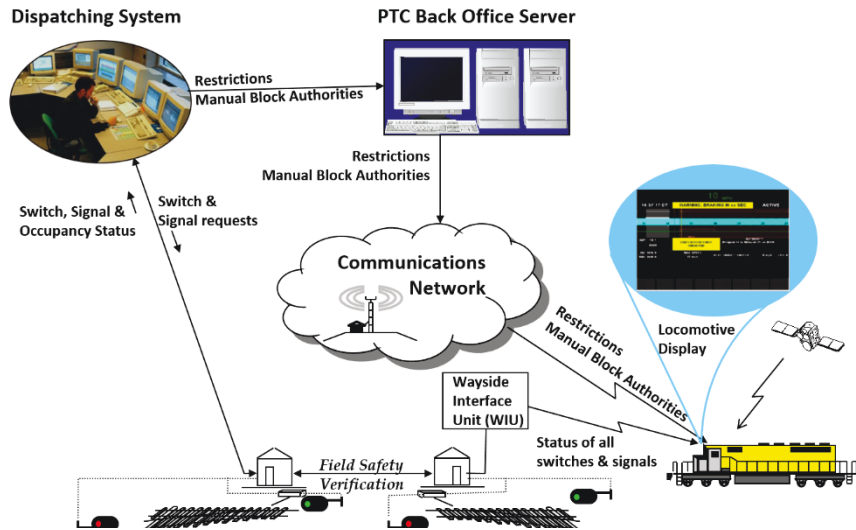 Dispatching System
PTC Back Office Server
Restrictions
Manual Block Authorities
Restrictions
Manual Block Authorities
Switch, Signal &
Occupancy Status
Switch &
Signal requests
Communications
Network
WARNING, BRAKING IN
SEC
ACTIVE
Locomotive
Display
Restrictions
Manual Block Authorities
Wayside
Interface
Unit (WIU)
Status of all
switches & signals
Field Safety
Verification